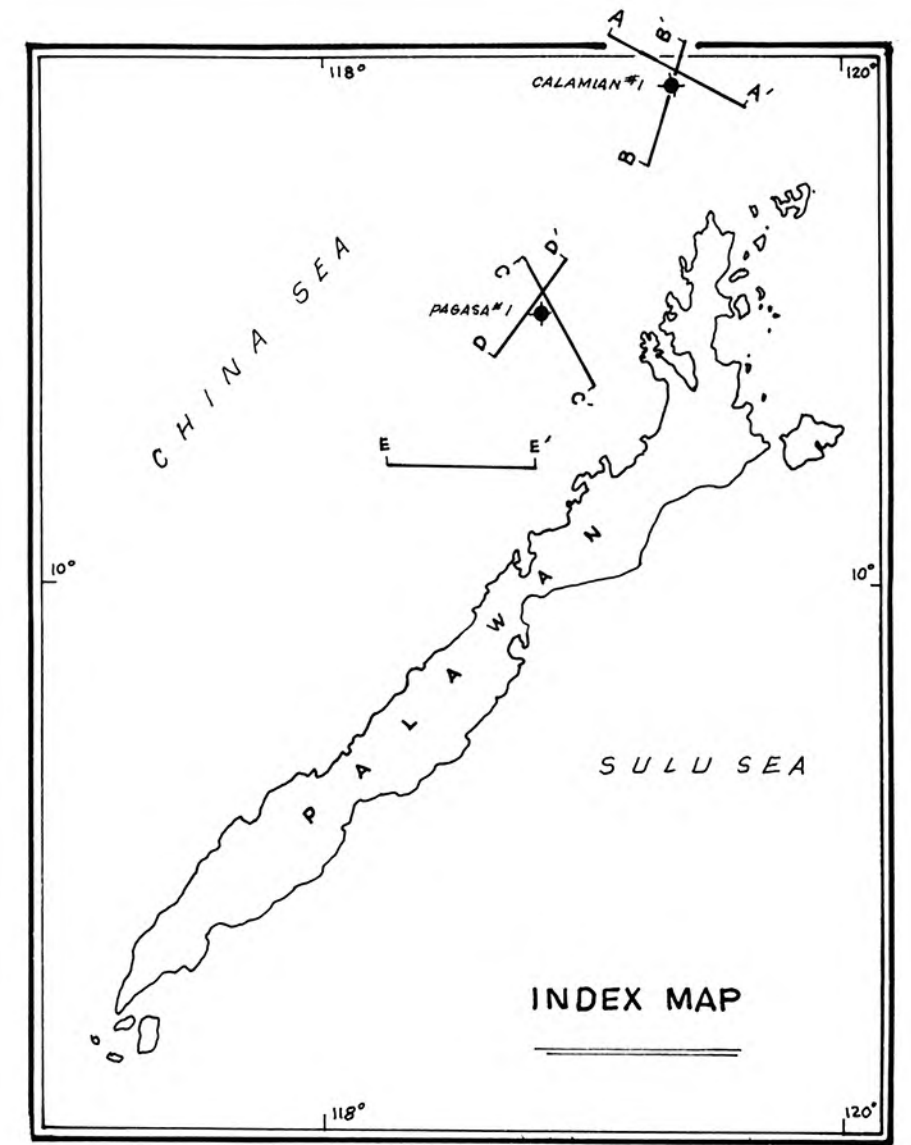 A
B'
118°
120°
CALAMIAN #1
A'
B
CHINA SEA
C
D'
PAGASA #1
D
C'
E
E'
10°
10°
PALAWAN
SULU SEA
INDEX MAP
118°
120°